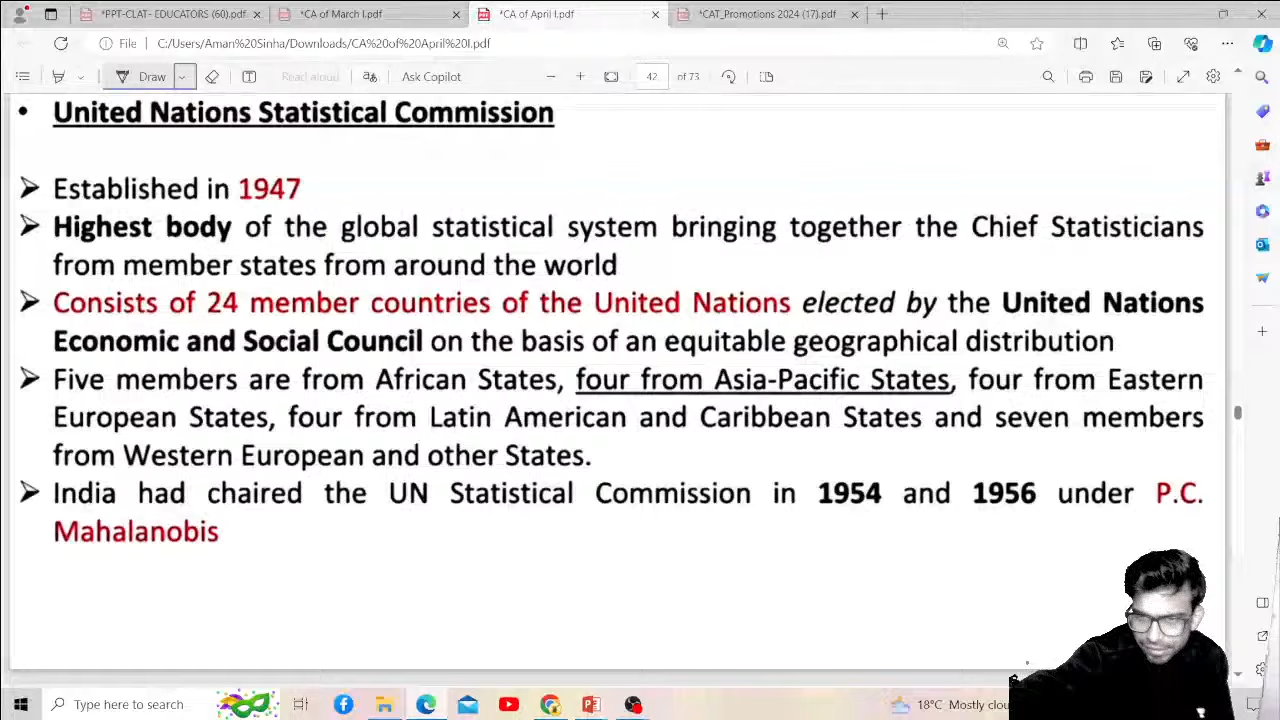 *PPT-CLAT- EDUCATORS (60).pdf
*CA of March I.pdf
*CA of April I.pdf
*CAT_Promotions 2024 (17).pdf
File C:/Users/Aman%20Sinha/Downloads/CA%20of%20April%20I.pdf
Draw Read aloud Ask Copilot 42 of 73
• United Nations Statistical Commission
➢ Established in 1947
➢ Highest body of the global statistical system bringing together the Chief Statisticians
from member states from around the world
➢ Consists of 24 member countries of the United Nations elected by the United Nations
Economic and Social Council on the basis of an equitable geographical distribution
➢ Five members are from African States, four from Asia-Pacific States, four from Eastern
European States, four from Latin American and Caribbean States and seven members
from Western European and other States.
➢ India had chaired the UN Statistical Commission in 1954 and 1956 under P.C.
Mahalanobis
Type here to search 18°C Mostly clou